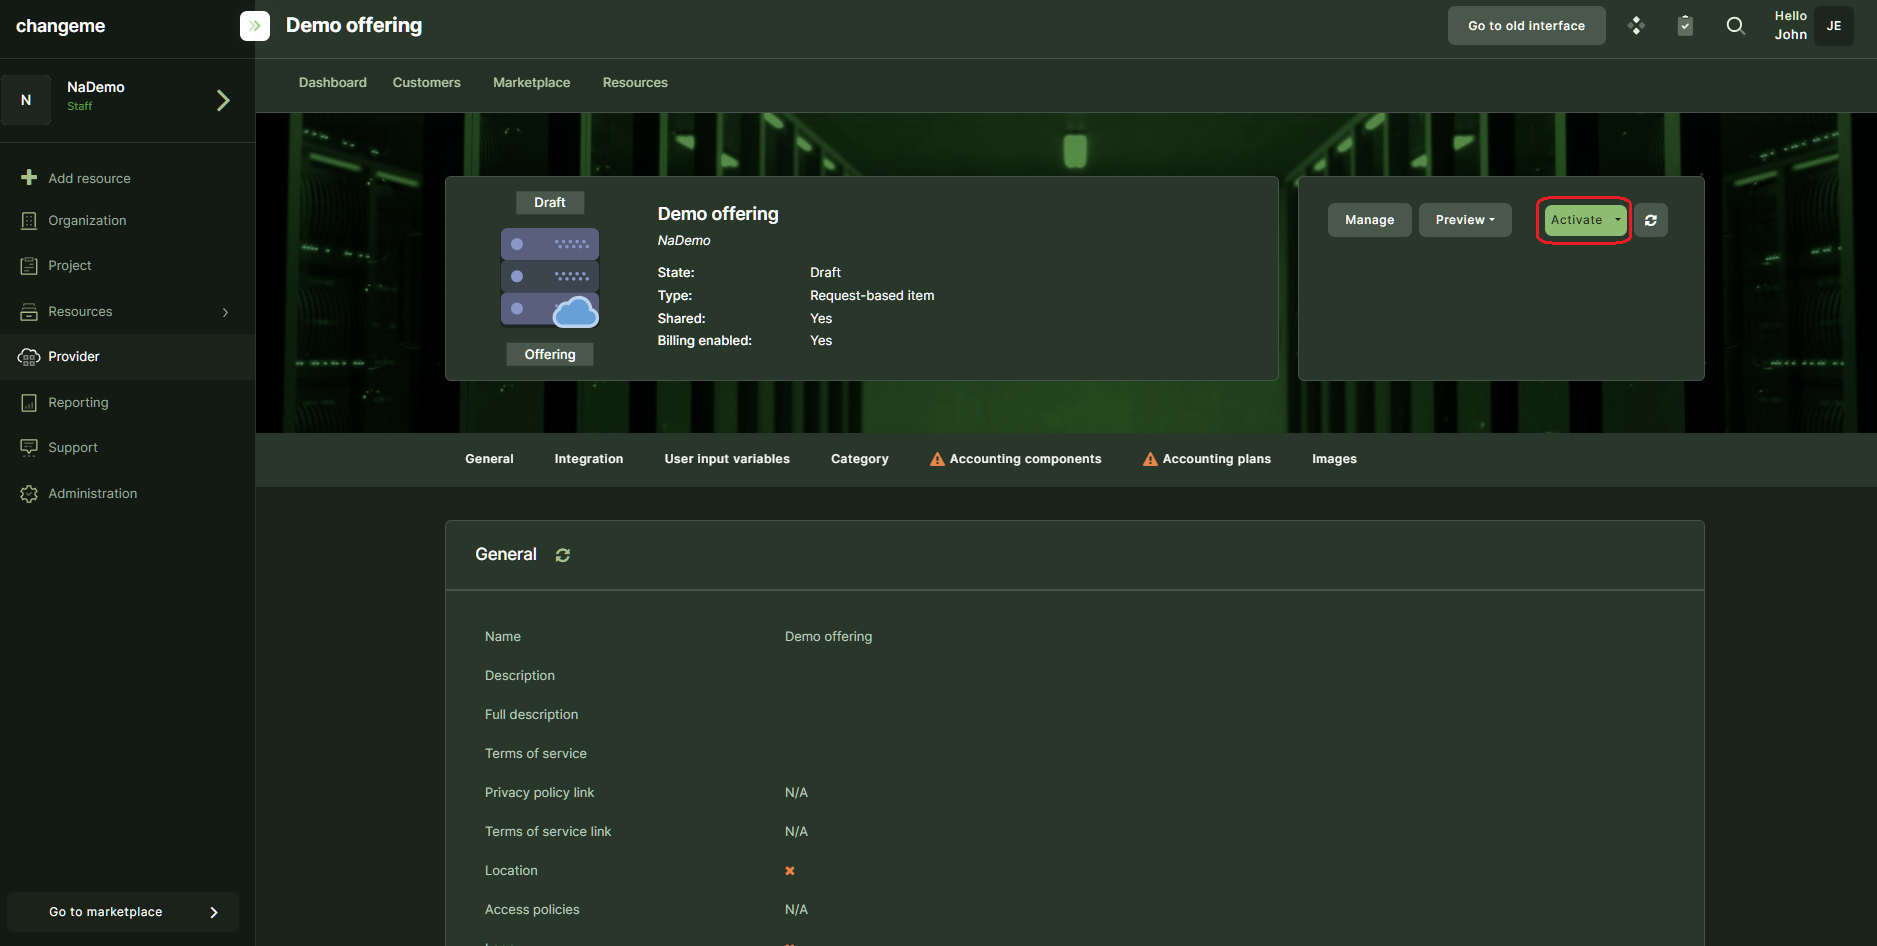 changeme
Demo offering
Go to old interface
Hello
John
JE
N
NaDemo
Staff
Dashboard
Customers
Marketplace
Resources
Add resource
Organization
Project
Resources
Provider
Reporting
Support
Administration
Go to marketplace
Draft
Offering
Demo offering
NaDemo
State: Draft
Type: Request-based item
Shared: Yes
Billing enabled: Yes
Manage
Preview
Activate
General
Integration
User input variables
Category
Accounting components
Accounting plans
Images
General
Name Demo offering
Description
Full description
Terms of service
Privacy policy link N/A
Terms of service link N/A
Location
Access policies N/A